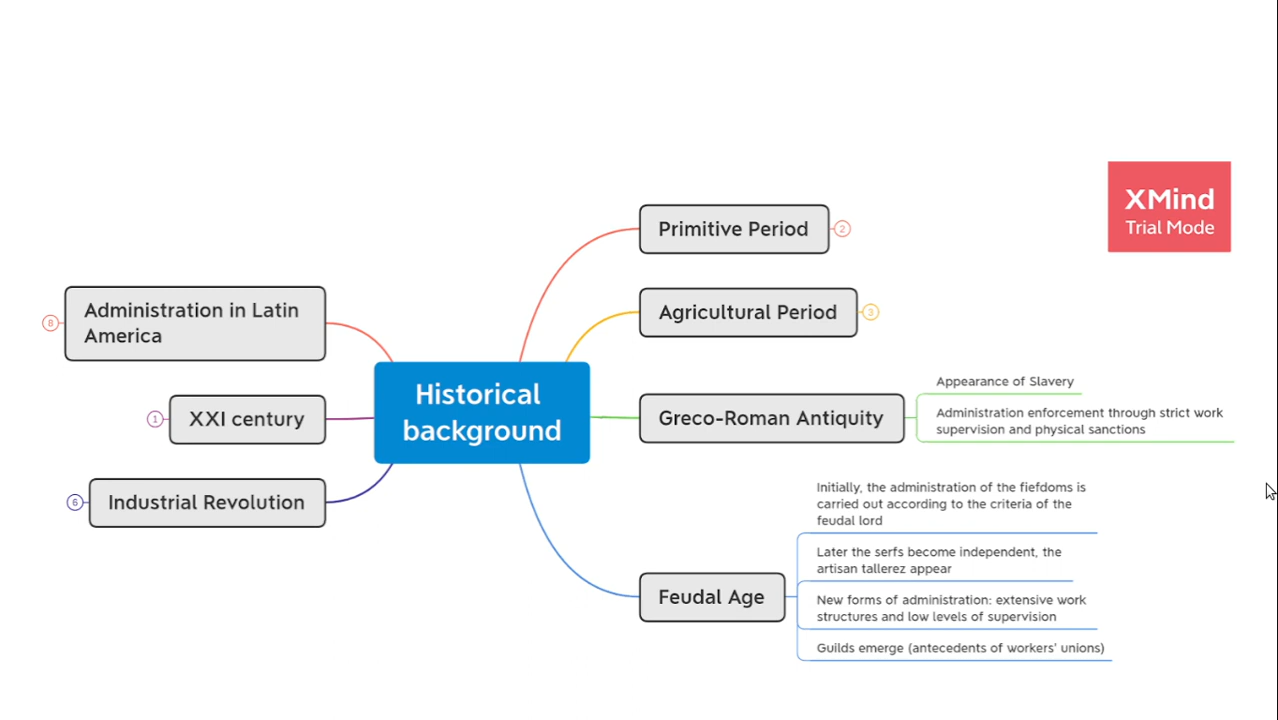 XMind
Trial Mode
Primitive Period
2
Agricultural Period
3
Greco-Roman Antiquity
Appearance of Slavery
Administration enforcement through strict work
supervision and physical sanctions
Feudal Age
Initially, the administration of the fiefdoms is
carried out according to the criteria of the
feudal lord
Later the serfs become independent, the
artisan tallerez appear
New forms of administration: extensive work
structures and low levels of supervision
Guilds emerge (antecedents of workers' unions)
Historical
background
8
Administration in Latin
America
1
XXI century
6
Industrial Revolution